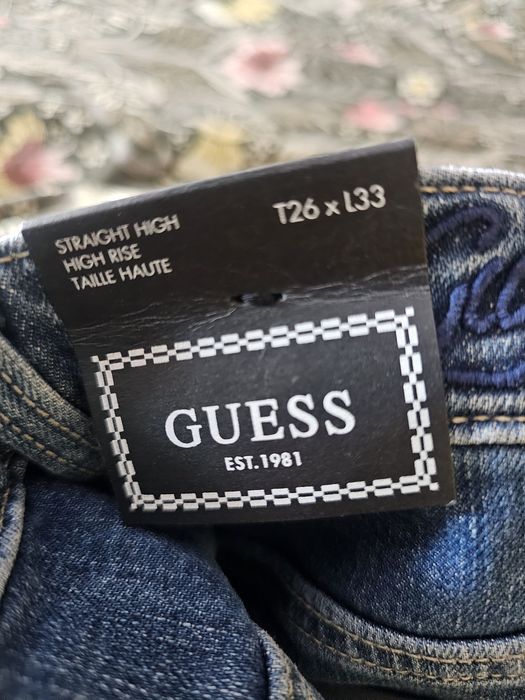 STRAIGHT HIGH
HIGH RISE
TAILLE HAUTE
T26 x L33
GUESS
EST. 1981